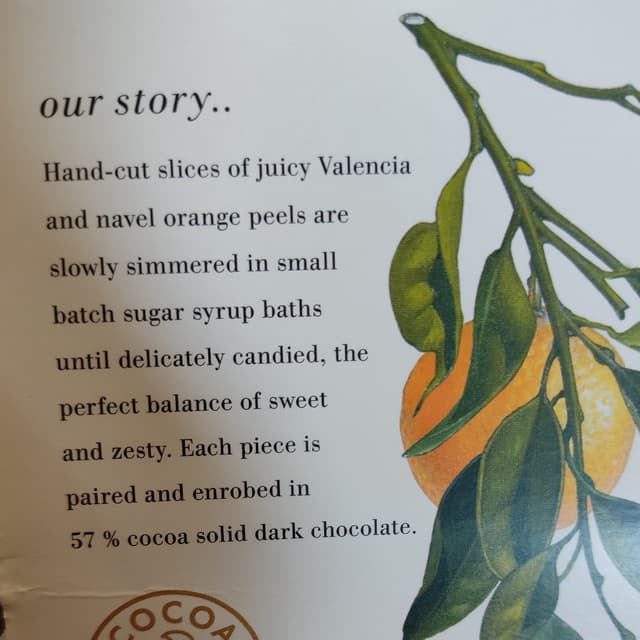 our story..
Hand-cut slices of juicy Valencia
and navel orange peels are
slowly simmered in small
batch sugar syrup baths
until delicately candied, the
perfect balance of sweet
and zesty. Each piece is
paired and enrobed in
57 % cocoa solid dark chocolate.
COCOA